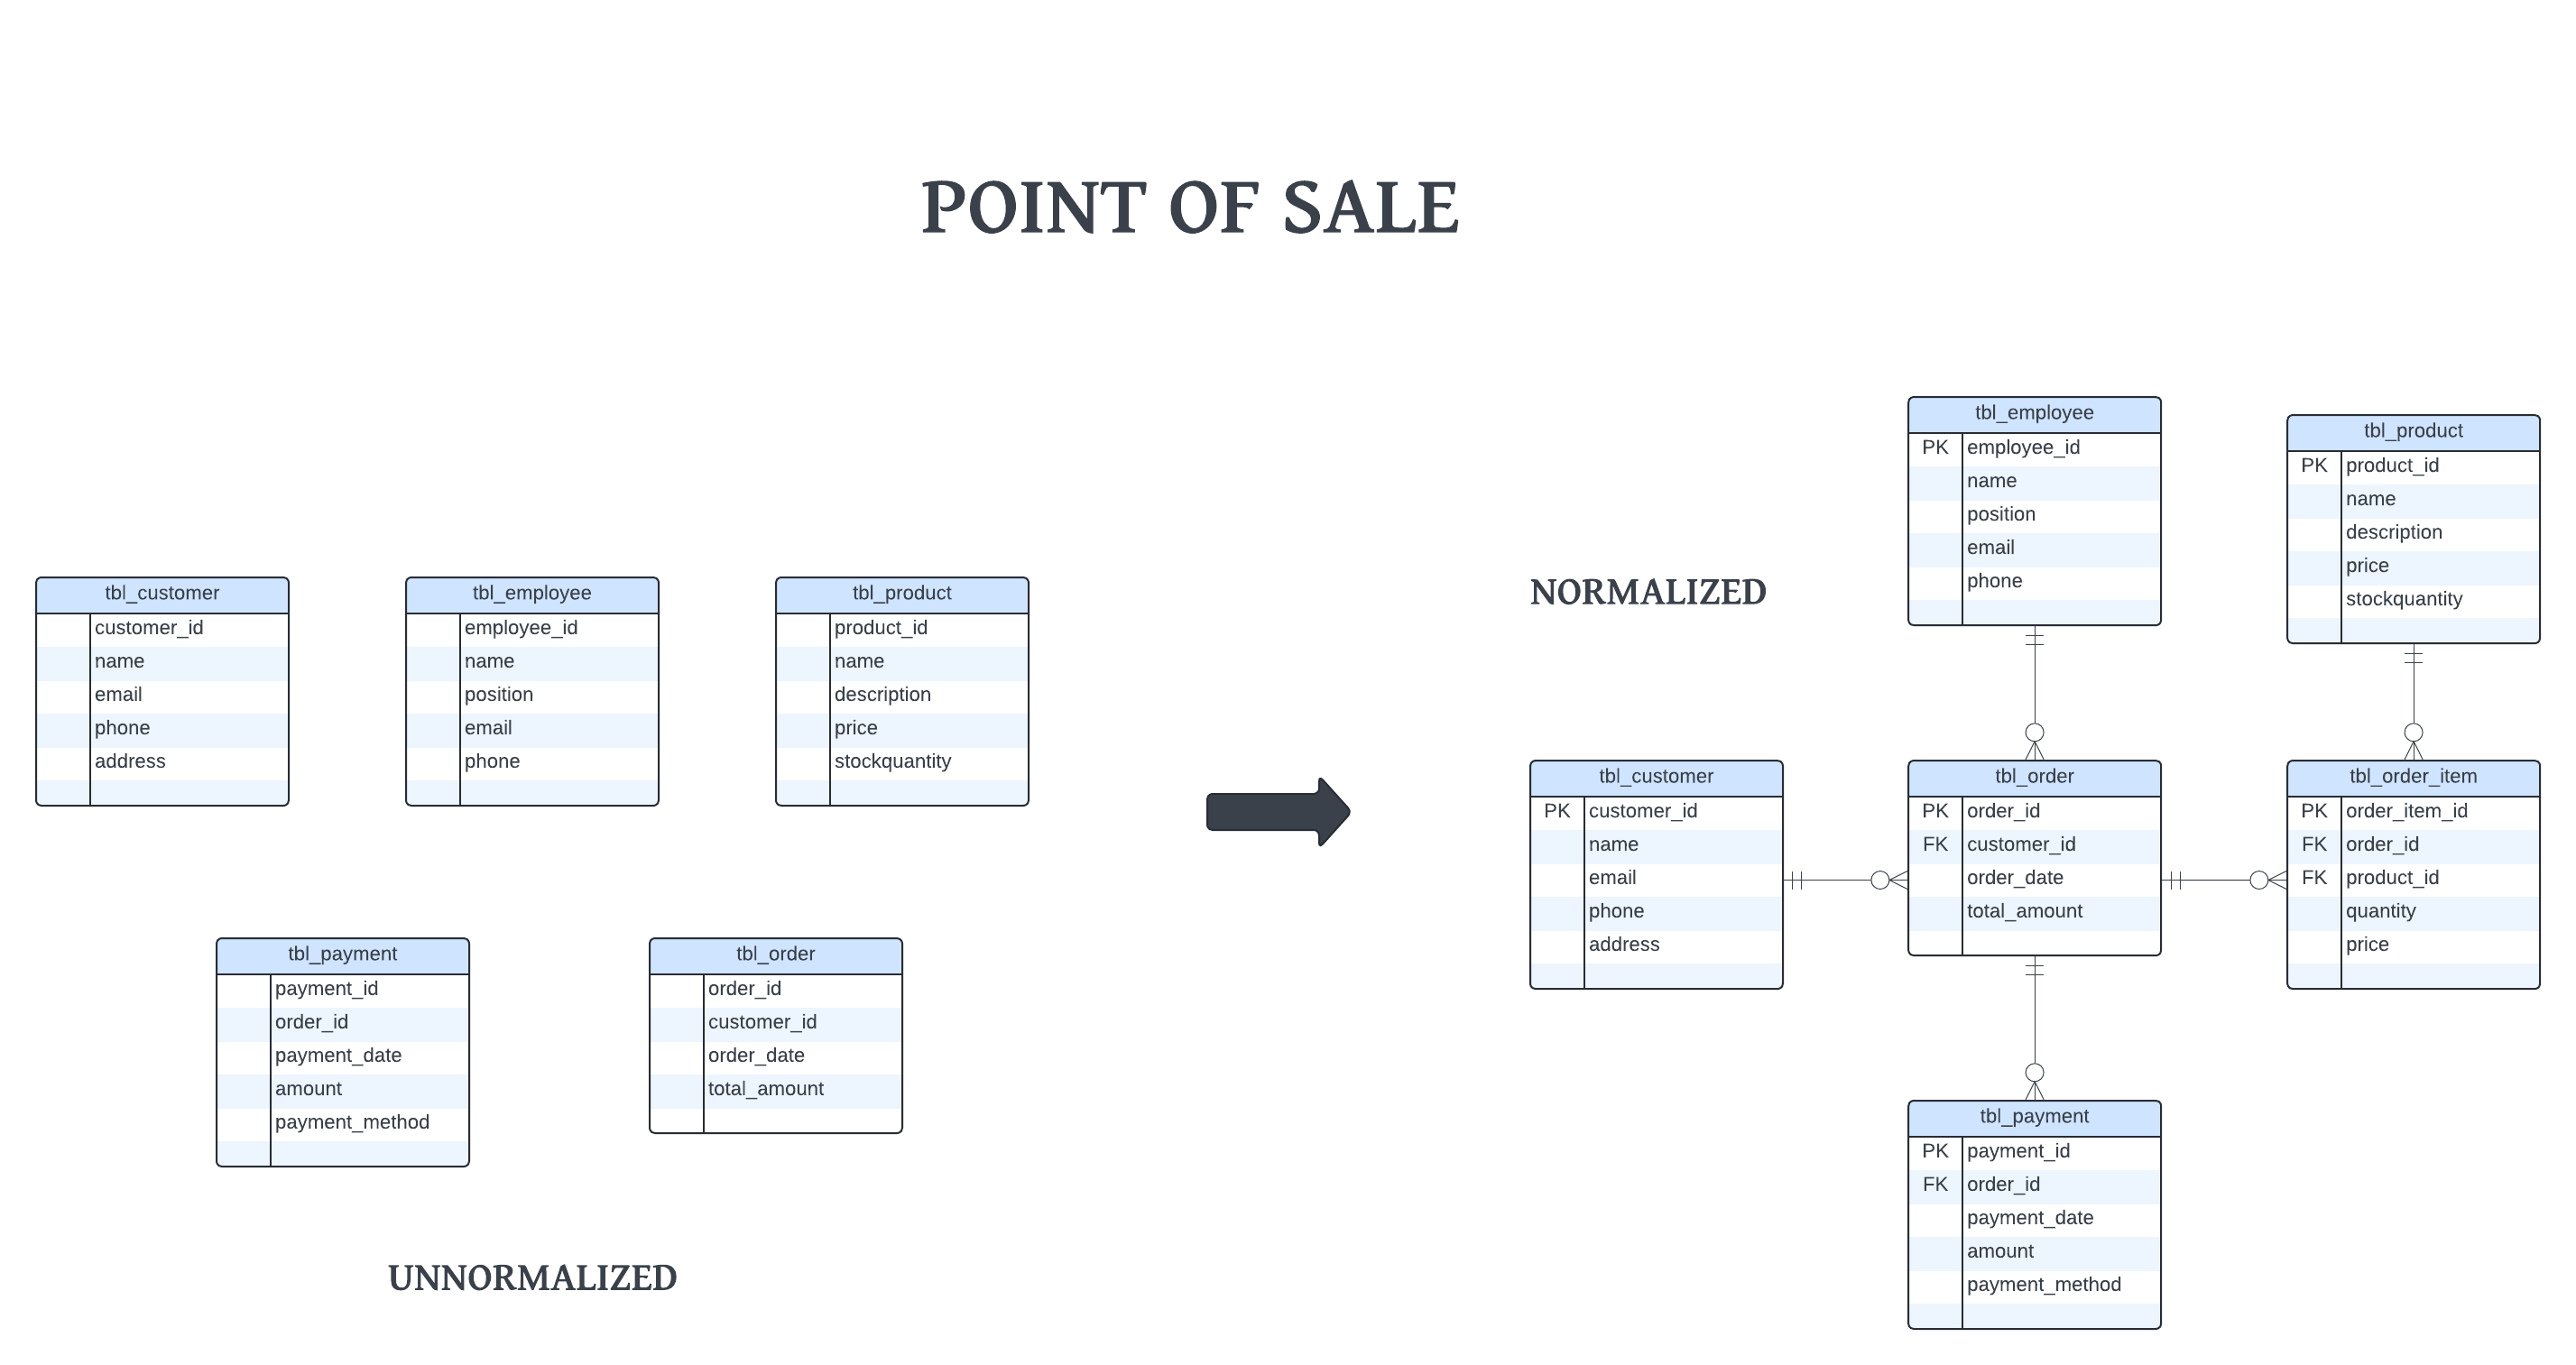 POINT OF SALE
tbl_customer
customer_id
name
email
phone
address
tbl_employee
employee_id
name
position
email
phone
tbl_product
product_id
name
description
price
stockquantity
tbl_payment
payment_id
order_id
payment_date
amount
payment_method
tbl_order
order_id
customer_id
order_date
total_amount
UNNORMALIZED
NORMALIZED
tbl_employee
PK employee_id
name
position
email
phone
tbl_product
PK product_id
name
description
price
stockquantity
tbl_customer
PK customer_id
name
email
phone
address
tbl_order
PK order_id
FK customer_id
order_date
total_amount
tbl_order_item
PK order_item_id
FK order_id
FK product_id
quantity
price
tbl_payment
PK payment_id
FK order_id
payment_date
amount
payment_method